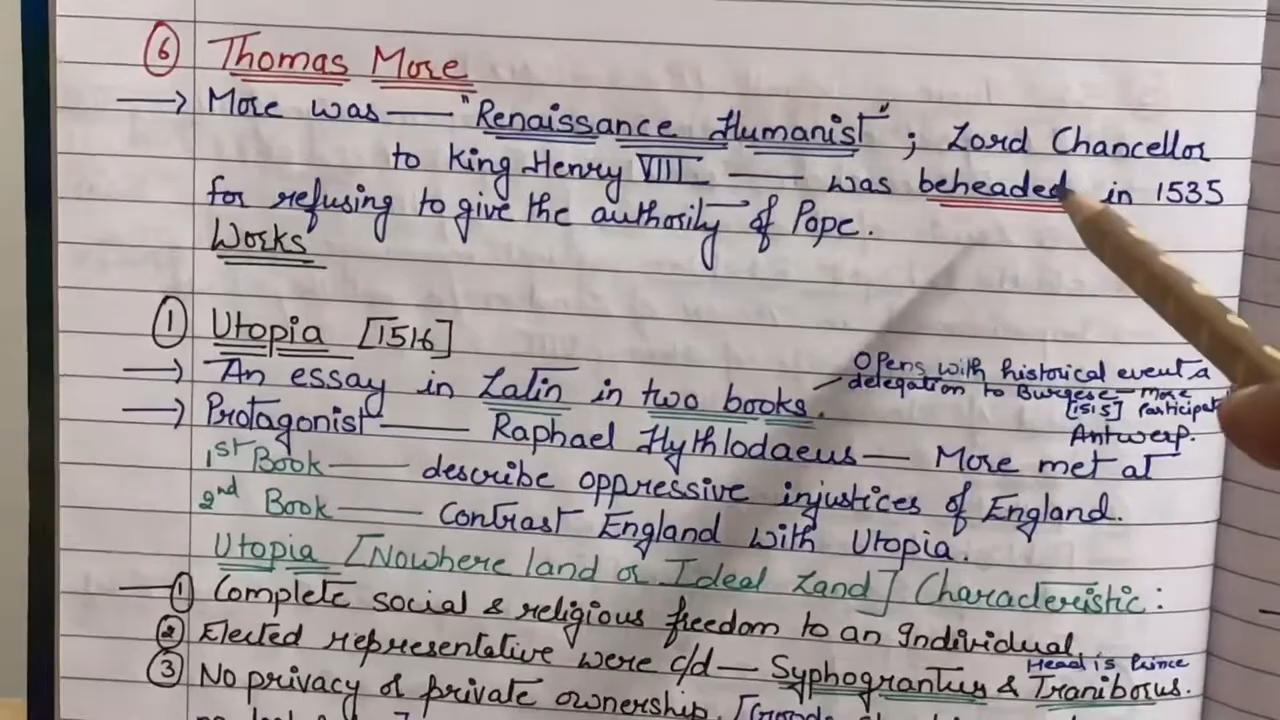 ⑥ Thomas More
→ More was — "Renaissance Humanist" ; Lord Chancellor
to King Henry VIII — was beheaded in 1535
for refusing to give the authority of Pope.
Works
① Utopia [1516]
→ An essay in Latin in two books.
Opens with historical event a
delegation to Burgese — More
[1515] Participat
→ Protagonist — Raphael Hythlodaeus — More met at
Antwerp.
1st Book — describe oppressive injustices of England.
2nd Book — Contrast England with Utopia.
Utopia [Nowhere land or Ideal Land] Characteristic :
① Complete social & religious freedom to an Individual.
② Elected representative were c/d — Syphograntus & Traniborus.
Head is Prince
③ No privacy or private ownership. [Goods